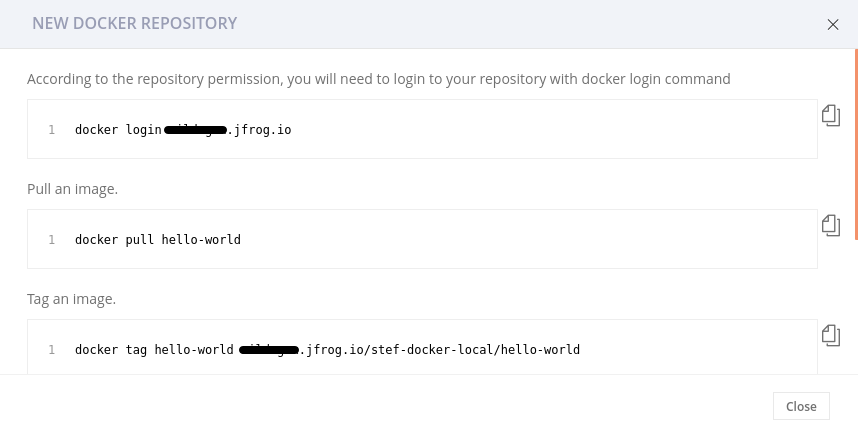 NEW DOCKER REPOSITORY
According to the repository permission, you will need to login to your repository with docker login command
1 docker login .jfrog.io
Pull an image.
1 docker pull hello-world
Tag an image.
1 docker tag hello-world .jfrog.io/stef-docker-local/hello-world
Close